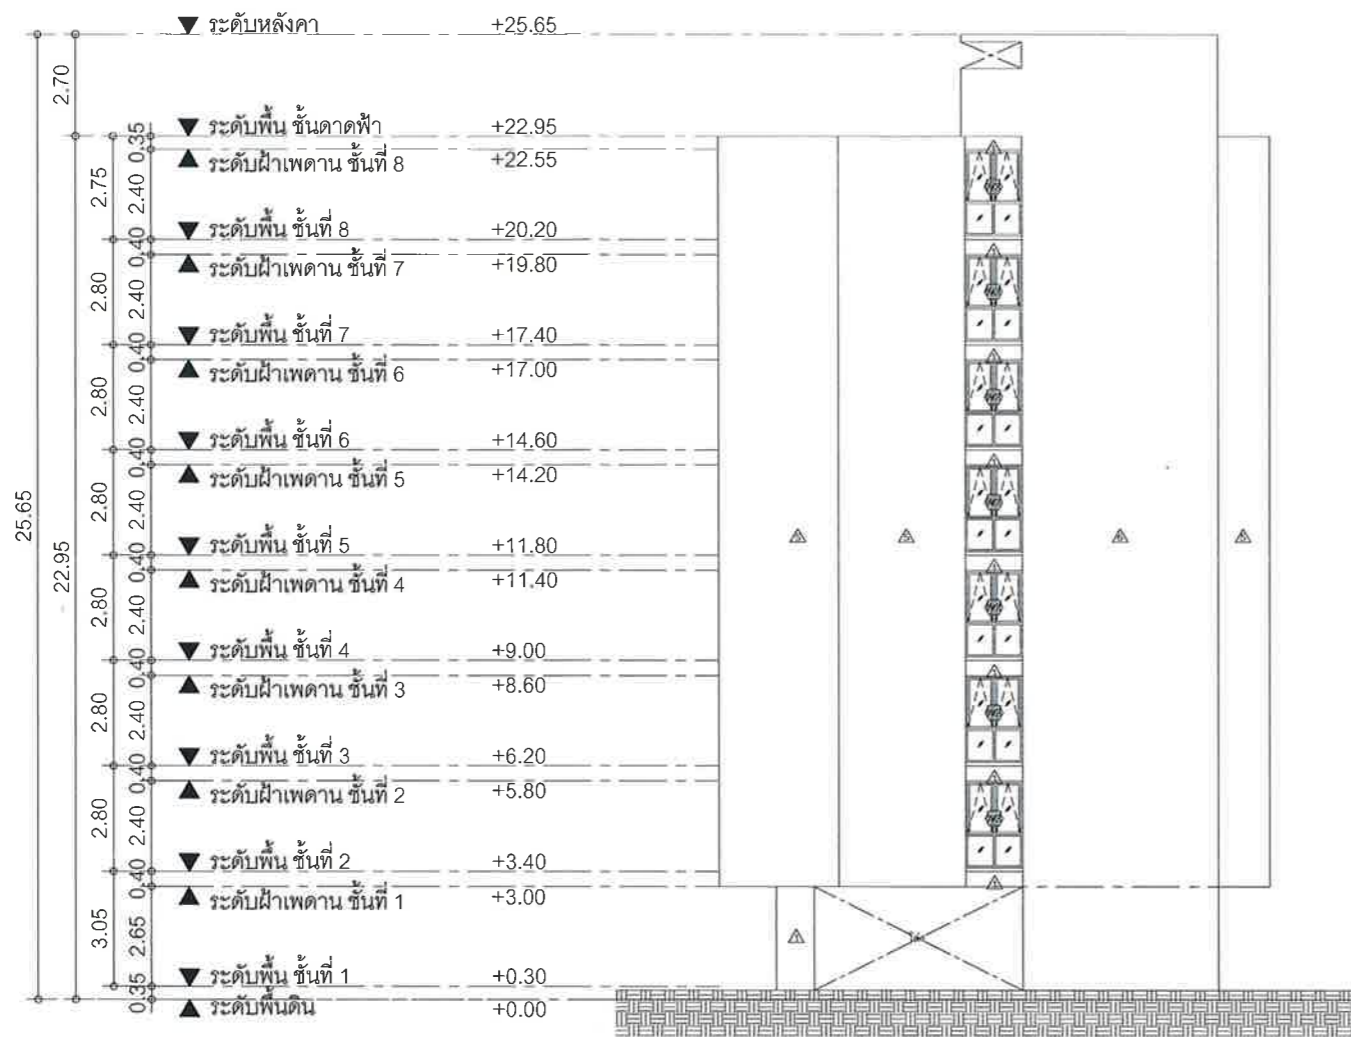 ระดับหลังคา +25.65
2.70
ระดับพื้น ชั้นดาดฟ้า +22.95
0.35
ระดับฝ้าเพดาน ชั้นที่ 8 +22.55
2.75
2.40
ระดับพื้น ชั้นที่ 8 +20.20
0.40
ระดับฝ้าเพดาน ชั้นที่ 7 +19.80
2.80
2.40
ระดับพื้น ชั้นที่ 7 +17.40
0.40
ระดับฝ้าเพดาน ชั้นที่ 6 +17.00
2.80
2.40
ระดับพื้น ชั้นที่ 6 +14.60
0.40
ระดับฝ้าเพดาน ชั้นที่ 5 +14.20
2.80
2.40
25.65
22.95
ระดับพื้น ชั้นที่ 5 +11.80
0.40
ระดับฝ้าเพดาน ชั้นที่ 4 +11.40
2.80
2.40
ระดับพื้น ชั้นที่ 4 +9.00
0.40
ระดับฝ้าเพดาน ชั้นที่ 3 +8.60
2.80
2.40
ระดับพื้น ชั้นที่ 3 +6.20
0.40
ระดับฝ้าเพดาน ชั้นที่ 2 +5.80
2.80
2.40
ระดับพื้น ชั้นที่ 2 +3.40
0.40
ระดับฝ้าเพดาน ชั้นที่ 1 +3.00
3.05
2.65
ระดับพื้น ชั้นที่ 1 +0.30
0.35
ระดับพื้นดิน +0.00